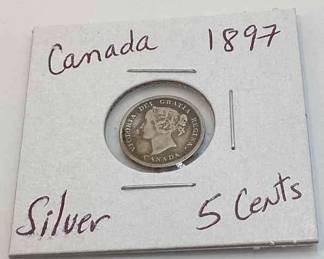 Canada 1897
VICTORIA DEI GRATIA REGINA.
CANADA
Silver 5 Cents